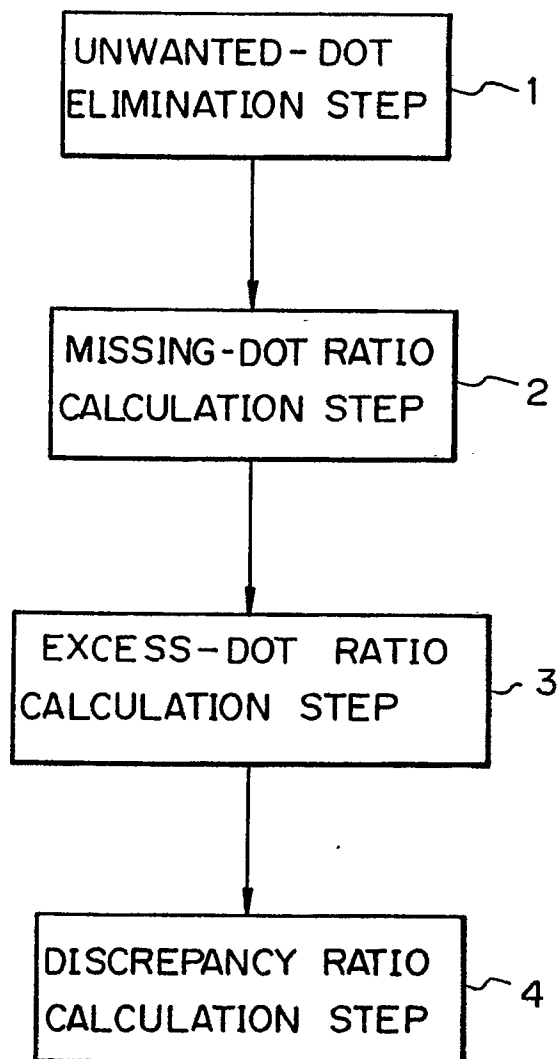 UNWANTED-DOT
ELIMINATION STEP
1
MISSING-DOT RATIO
CALCULATION STEP
2
EXCESS-DOT RATIO
CALCULATION STEP
3
DISCREPANCY RATIO
CALCULATION STEP
4